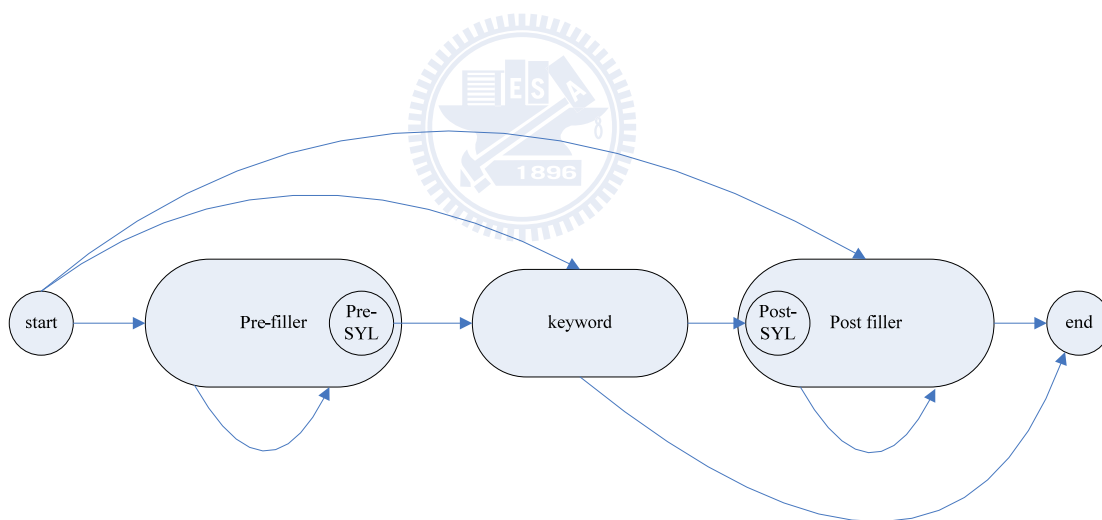 E S A
1896
start
Pre-filler
Pre-
SYL
keyword
Post-
SYL
Post filler
end